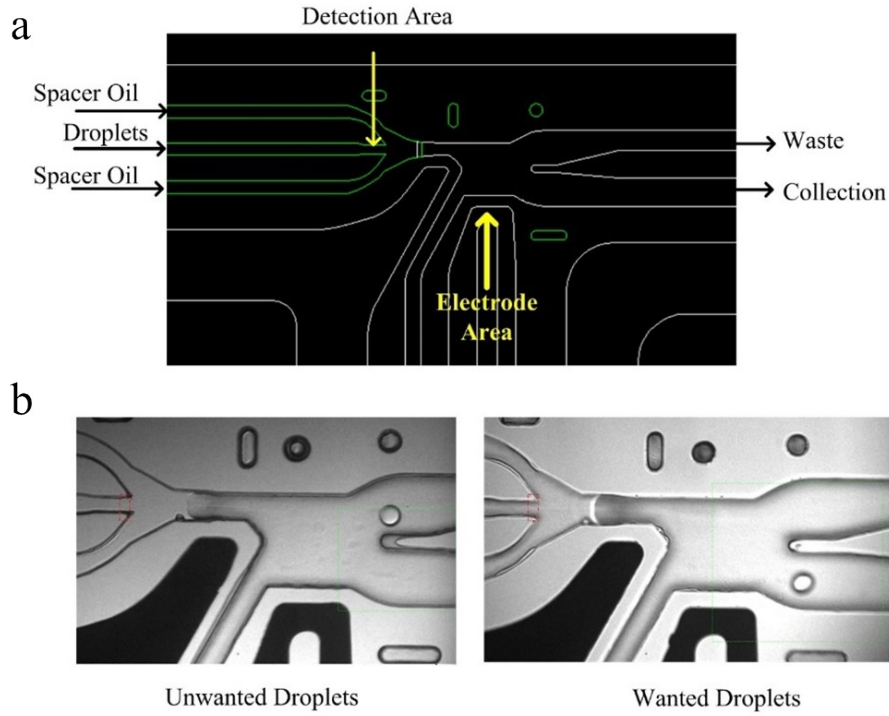 a
Detection Area
Spacer Oil
Droplets
Spacer Oil
Waste
Collection
Electrode
Area
b
Unwanted Droplets
Wanted Droplets